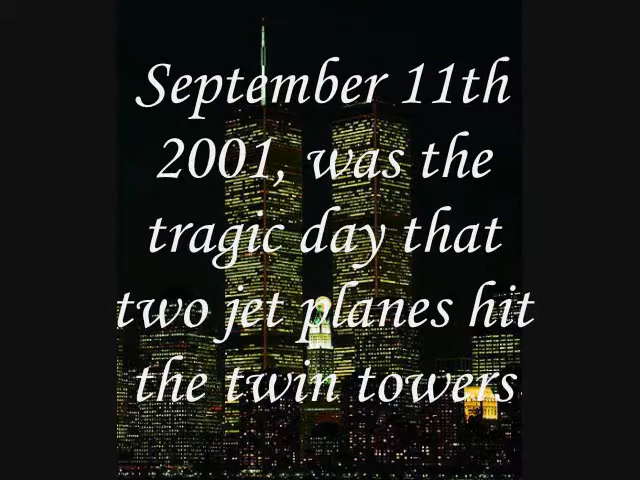 September 11th
2001, was the
tragic day that
two jet planes hit
the twin towers